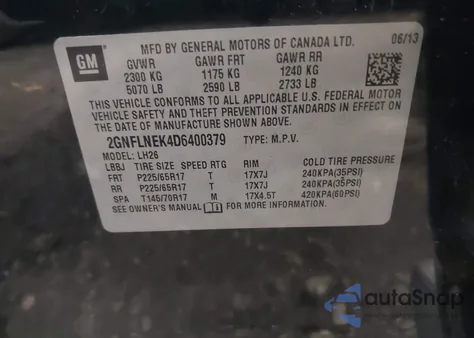 GM
MFD BY GENERAL MOTORS OF CANADA LTD. 06/13
GVWR GAWR FRT GAWR RR
2300 KG 1175 KG 1240 KG
5070 LB 2590 LB 2733 LB
THIS VEHICLE CONFORMS TO ALL APPLICABLE U.S. FEDERAL MOTOR
VEHICLE SAFETY, BUMPER, AND THEFT PREVENTION STANDARDS IN EFFECT ON THE
DATE OF MANUFACTURE SHOWN ABOVE.
2GNFLNEK4D6400379 TYPE: M.P.V.
MODEL: LH26
LBBJ TIRE SIZE SPEED RTG RIM COLD TIRE PRESSURE
FRT P225/65R17 T 17X7J 240KPA(35PSI)
RR P225/65R17 T 17X7J 240KPA(35PSI)
SPA T145/70R17 M 17X4.5T 420KPA(60PSI)
SEE OWNER'S MANUAL FOR MORE INFORMATION
autoSnap